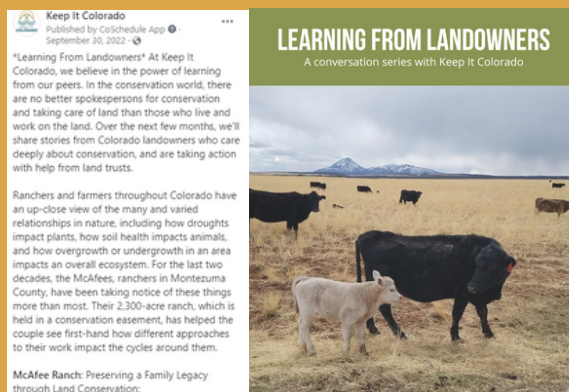 Keep It Colorado
Published by CoSchedule App
September 30, 2022
*Learning From Landowners* At Keep It
Colorado, we believe in the power of learning
from our peers. In the conservation world, there
are no better spokespersons for conservation
and taking care of land than those who live and
work on the land. Over the next few months, we'll
share stories from Colorado landowners who care
deeply about conservation, and are taking action
with help from land trusts.
Ranchers and farmers throughout Colorado have
an up-close view of the many and varied
relationships in nature, including how droughts
impact plants, how soil health impacts animals,
and how overgrowth or undergrowth in an area
impacts an overall ecosystem. For the last two
decades, the McAfees, ranchers in Montezuma
County, have been taking notice of these things
more than most. Their 2,300-acre ranch, which is
held in a conservation easement, has helped the
couple see first-hand how different approaches
to their work impact the cycles around them.
McAfee Ranch: Preserving a Family Legacy
through Land Conservation:
LEARNING FROM LANDOWNERS
A conversation series with Keep It Colorado